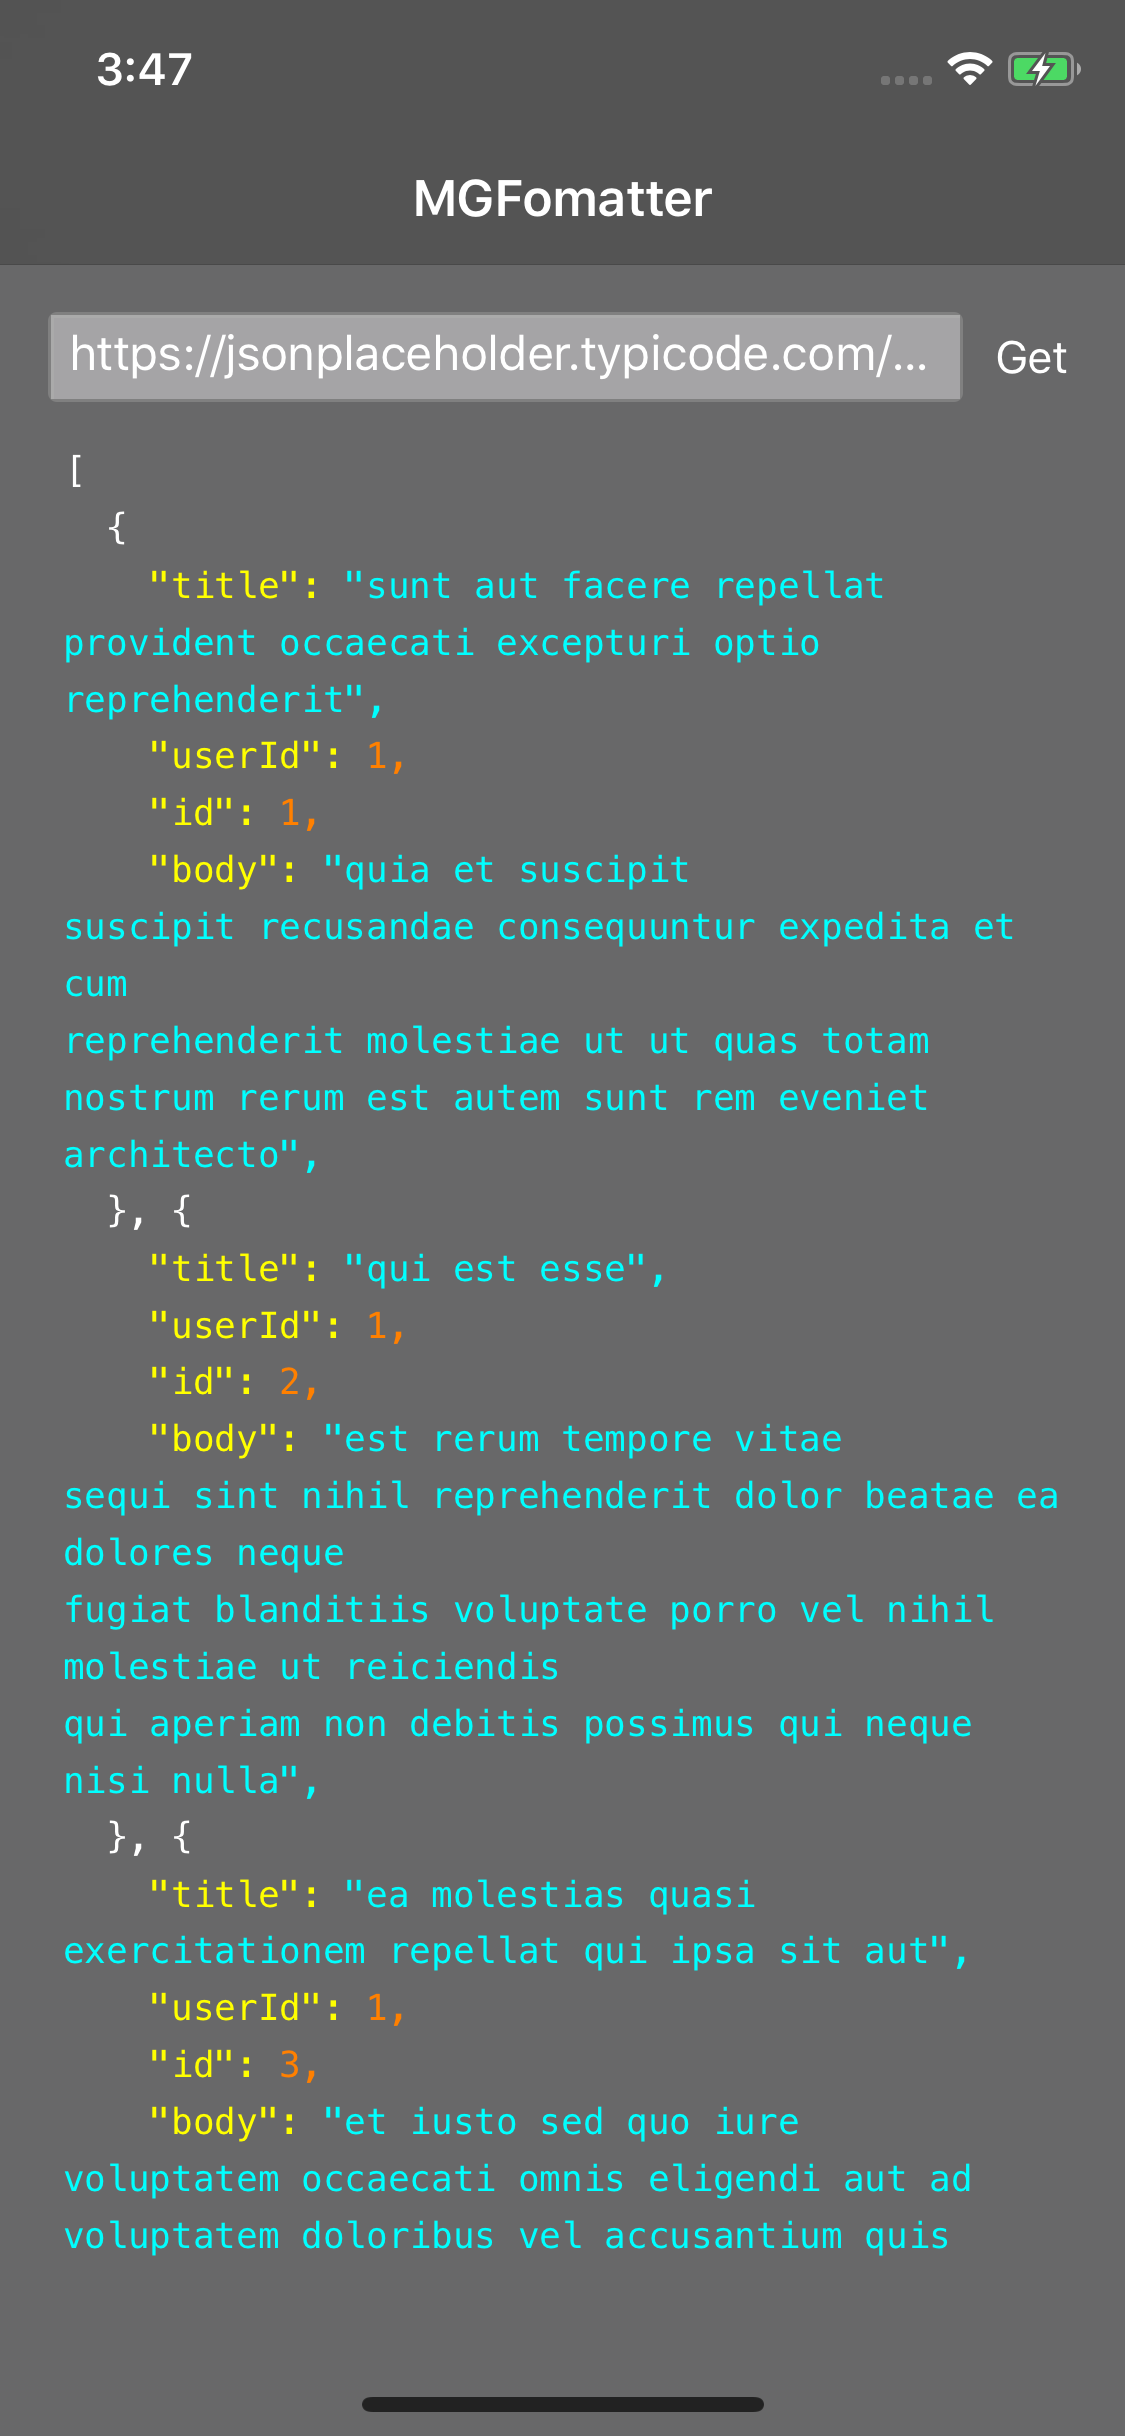 3:47
MGFomatter
https://jsonplaceholder.typicode.com/...
Get
[
  {
    "title": "sunt aut facere repellat
provident occaecati excepturi optio
reprehenderit",
    "userId": 1,
    "id": 1,
    "body": "quia et suscipit
suscipit recusandae consequuntur expedita et
cum
reprehenderit molestiae ut ut quas totam
nostrum rerum est autem sunt rem eveniet
architecto",
  }, {
    "title": "qui est esse",
    "userId": 1,
    "id": 2,
    "body": "est rerum tempore vitae
sequi sint nihil reprehenderit dolor beatae ea
dolores neque
fugiat blanditiis voluptate porro vel nihil
molestiae ut reiciendis
qui aperiam non debitis possimus qui neque
nisi nulla",
  }, {
    "title": "ea molestias quasi
exercitationem repellat qui ipsa sit aut",
    "userId": 1,
    "id": 3,
    "body": "et iusto sed quo iure
voluptatem occaecati omnis eligendi aut ad
voluptatem doloribus vel accusantium quis